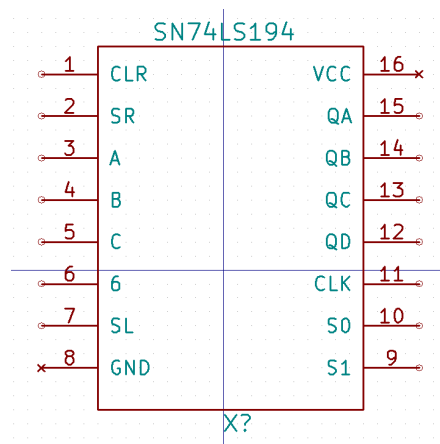 SN74LS194
1 CLR VCC 16
2 SR QA 15
3 A QB 14
4 B QC 13
5 C QD 12
6 6 CLK 11
7 SL S0 10
8 GND S1 9
X?